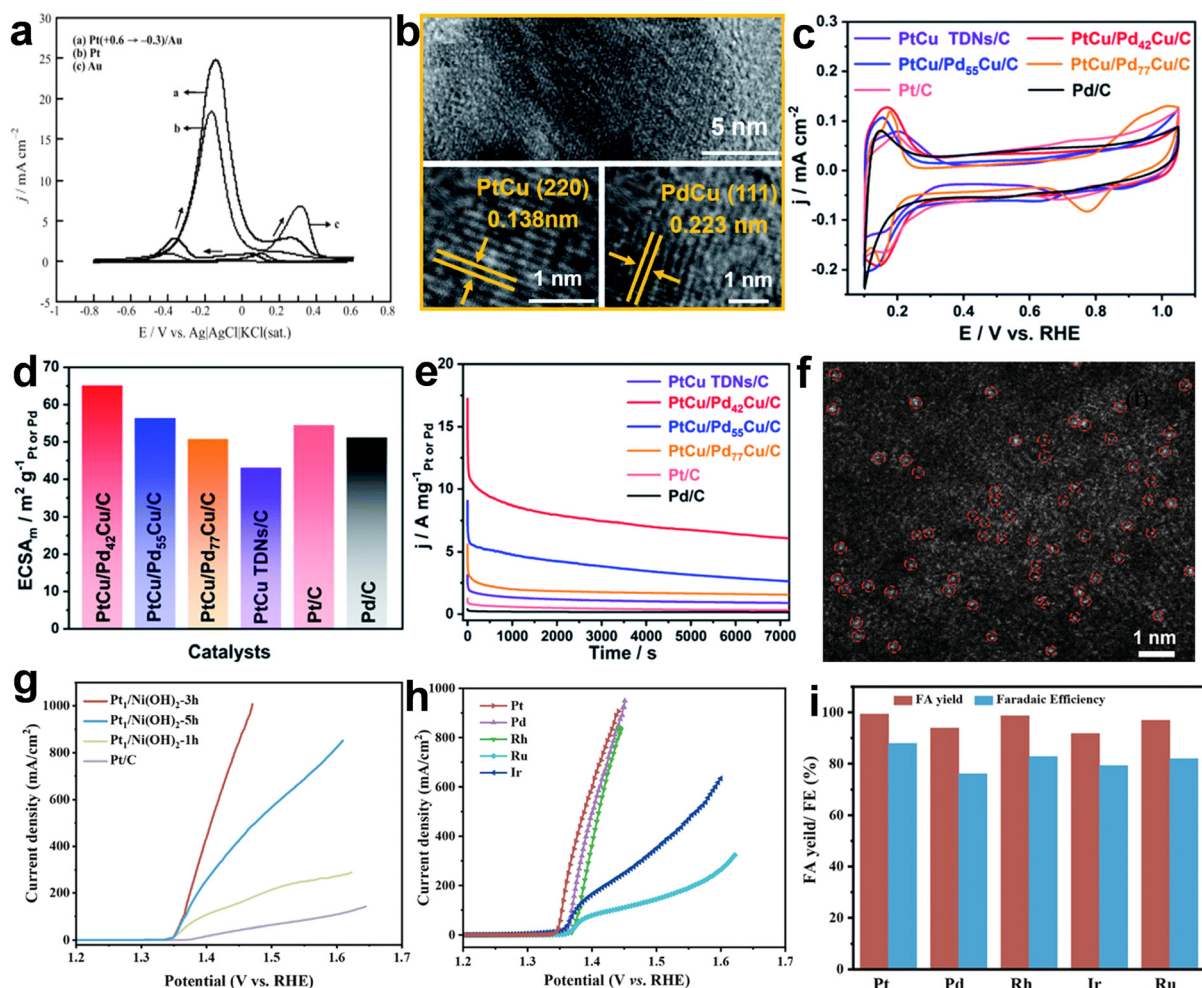 a
30
25
20
15
10
5
0
5
j / mA cm⁻²
(a) Pt(+0.6 → –0.3)/Au
(b) Pt
(c) Au
a
b
c
-1
-0.8
-0.6
-0.4
-0.2
0
0.2
0.4
0.6
0.8
E / V vs. Ag|AgCl|KCl(sat.)
b
5 nm
PtCu (220)
0.138nm
1 nm
PdCu (111)
0.223 nm
1 nm
c
PtCu TDNs/C
PtCu/Pd₄₂Cu/C
PtCu/Pd₅₅Cu/C
PtCu/Pd₇₇Cu/C
Pt/C
Pd/C
0.3
0.2
0.1
0.0
-0.1
-0.2
j / mA cm⁻²
0.2
0.4
0.6
0.8
1.0
E / V vs. RHE
d
70
65
60
50
40
30
20
10
0
ECSAₘ / m² g⁻¹ Pt or Pd
PtCu/Pd₄₂Cu/C
PtCu/Pd₅₅Cu/C
PtCu/Pd₇₇Cu/C
PtCu TDNs/C
Pt/C
Pd/C
Catalysts
e
20
15
10
5
0
j / A mg⁻¹ Pt or Pd
PtCu TDNs/C
PtCu/Pd₄₂Cu/C
PtCu/Pd₅₅Cu/C
PtCu/Pd₇₇Cu/C
Pt/C
Pd/C
0
1000
2000
3000
4000
5000
6000
7000
Time / s
f
1 nm
g
1000
800
600
400
200
0
Current density (mA/cm²)
Pt₁/Ni(OH)₂-3h
Pt₁/Ni(OH)₂-5h
Pt₁/Ni(OH)₂-1h
Pt/C
1.2
1.3
1.4
1.5
1.6
1.7
Potential (V vs. RHE)
h
1000
800
600
400
200
0
Current density (mA/cm²)
Pt
Pd
Rh
Ru
Ir
1.2
1.3
1.4
1.5
1.6
1.7
Potential (V vs. RHE)
i
FA yield
Faradaic Efficiency
100
80
60
40
20
0
FA yeild/ FE (%)
Pt
Pd
Rh
Ir
Ru